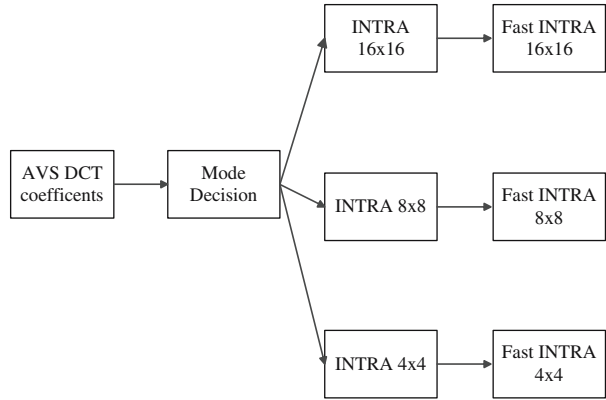 INTRA
16x16
Fast INTRA
16x16
AVS DCT
coefficents
Mode
Decision
INTRA 8x8
Fast INTRA
8x8
INTRA 4x4
Fast INTRA
4x4